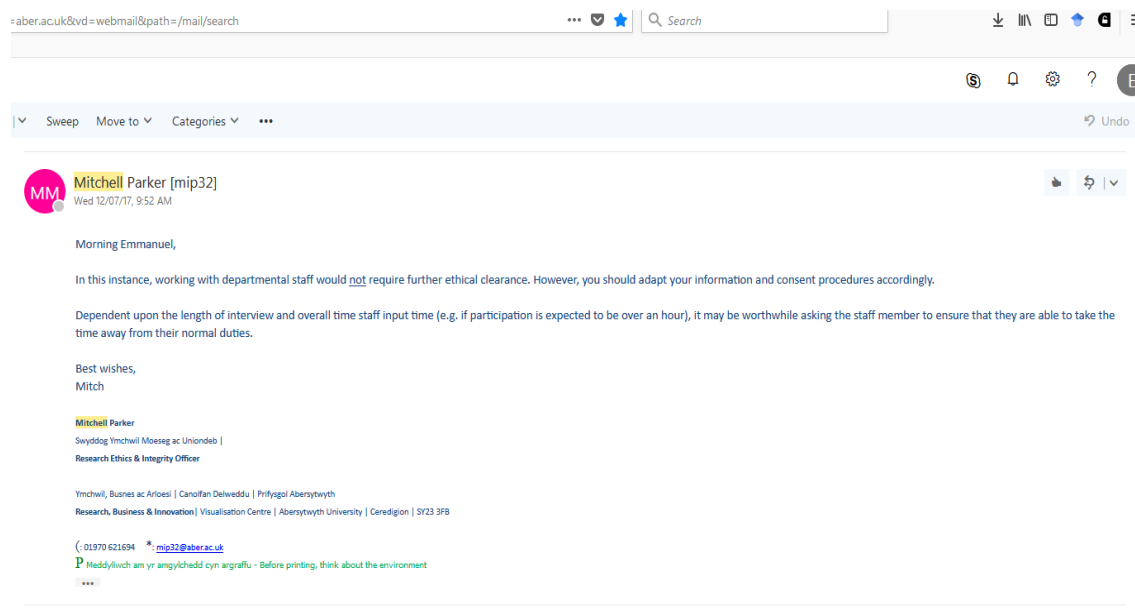 =aber.ac.uk&vd=webmail&path=/mail/search
Search
Sweep Move to Categories
Undo
MM
Mitchell Parker [mip32]
Wed 12/07/17, 9:52 AM
Morning Emmanuel,
In this instance, working with departmental staff would not require further ethical clearance. However, you should adapt your information and consent procedures accordingly.
Dependent upon the length of interview and overall time staff input time (e.g. if participation is expected to be over an hour), it may be worthwhile asking the staff member to ensure that they are able to take the
time away from their normal duties.
Best wishes,
Mitch
Mitchell Parker
Swyddog Ymchwil Moeseg ac Uniondeb |
Research Ethics & Integrity Officer
Ymchwil, Busnes ac Arloesi | Canolfan Delweddu | Prifysgol Abersytwyth
Research, Business & Innovation| Visualisation Centre | Aberystwyth University | Ceredigion | SY23 3FB
(: 01970 621694 *: mip32@aber.ac.uk
P Meddyliwch am yr amgylchedd cyn argraffu - Before printing, think about the environment